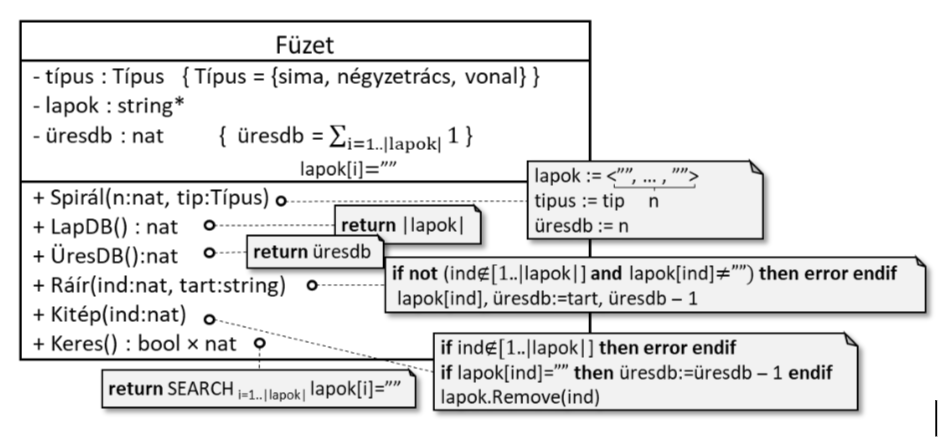 Füzet
- típus : Típus { Típus = {sima, négyzetrács, vonal} }
- lapok : string*
- üresdb : nat { üresdb = ∑i=1..|lapok| 1 }
lapok[i]=””
+ Spirál(n:nat, tip:Típus)
lapok := <””, … , ””>
tipus := tip n
üresdb := n
+ LapDB() : nat
return |lapok|
+ ÜresDB():nat
return üresdb
+ Ráír(ind:nat, tart:string)
if not (ind∉[1..|lapok|] and lapok[ind]≠””) then error endif
lapok[ind], üresdb:=tart, üresdb – 1
+ Kitép(ind:nat)
if ind∉[1..|lapok|] then error endif
if lapok[ind]=”” then üresdb:=üresdb – 1 endif
lapok.Remove(ind)
+ Keres() : bool × nat
return SEARCH i=1..|lapok| lapok[i]=””